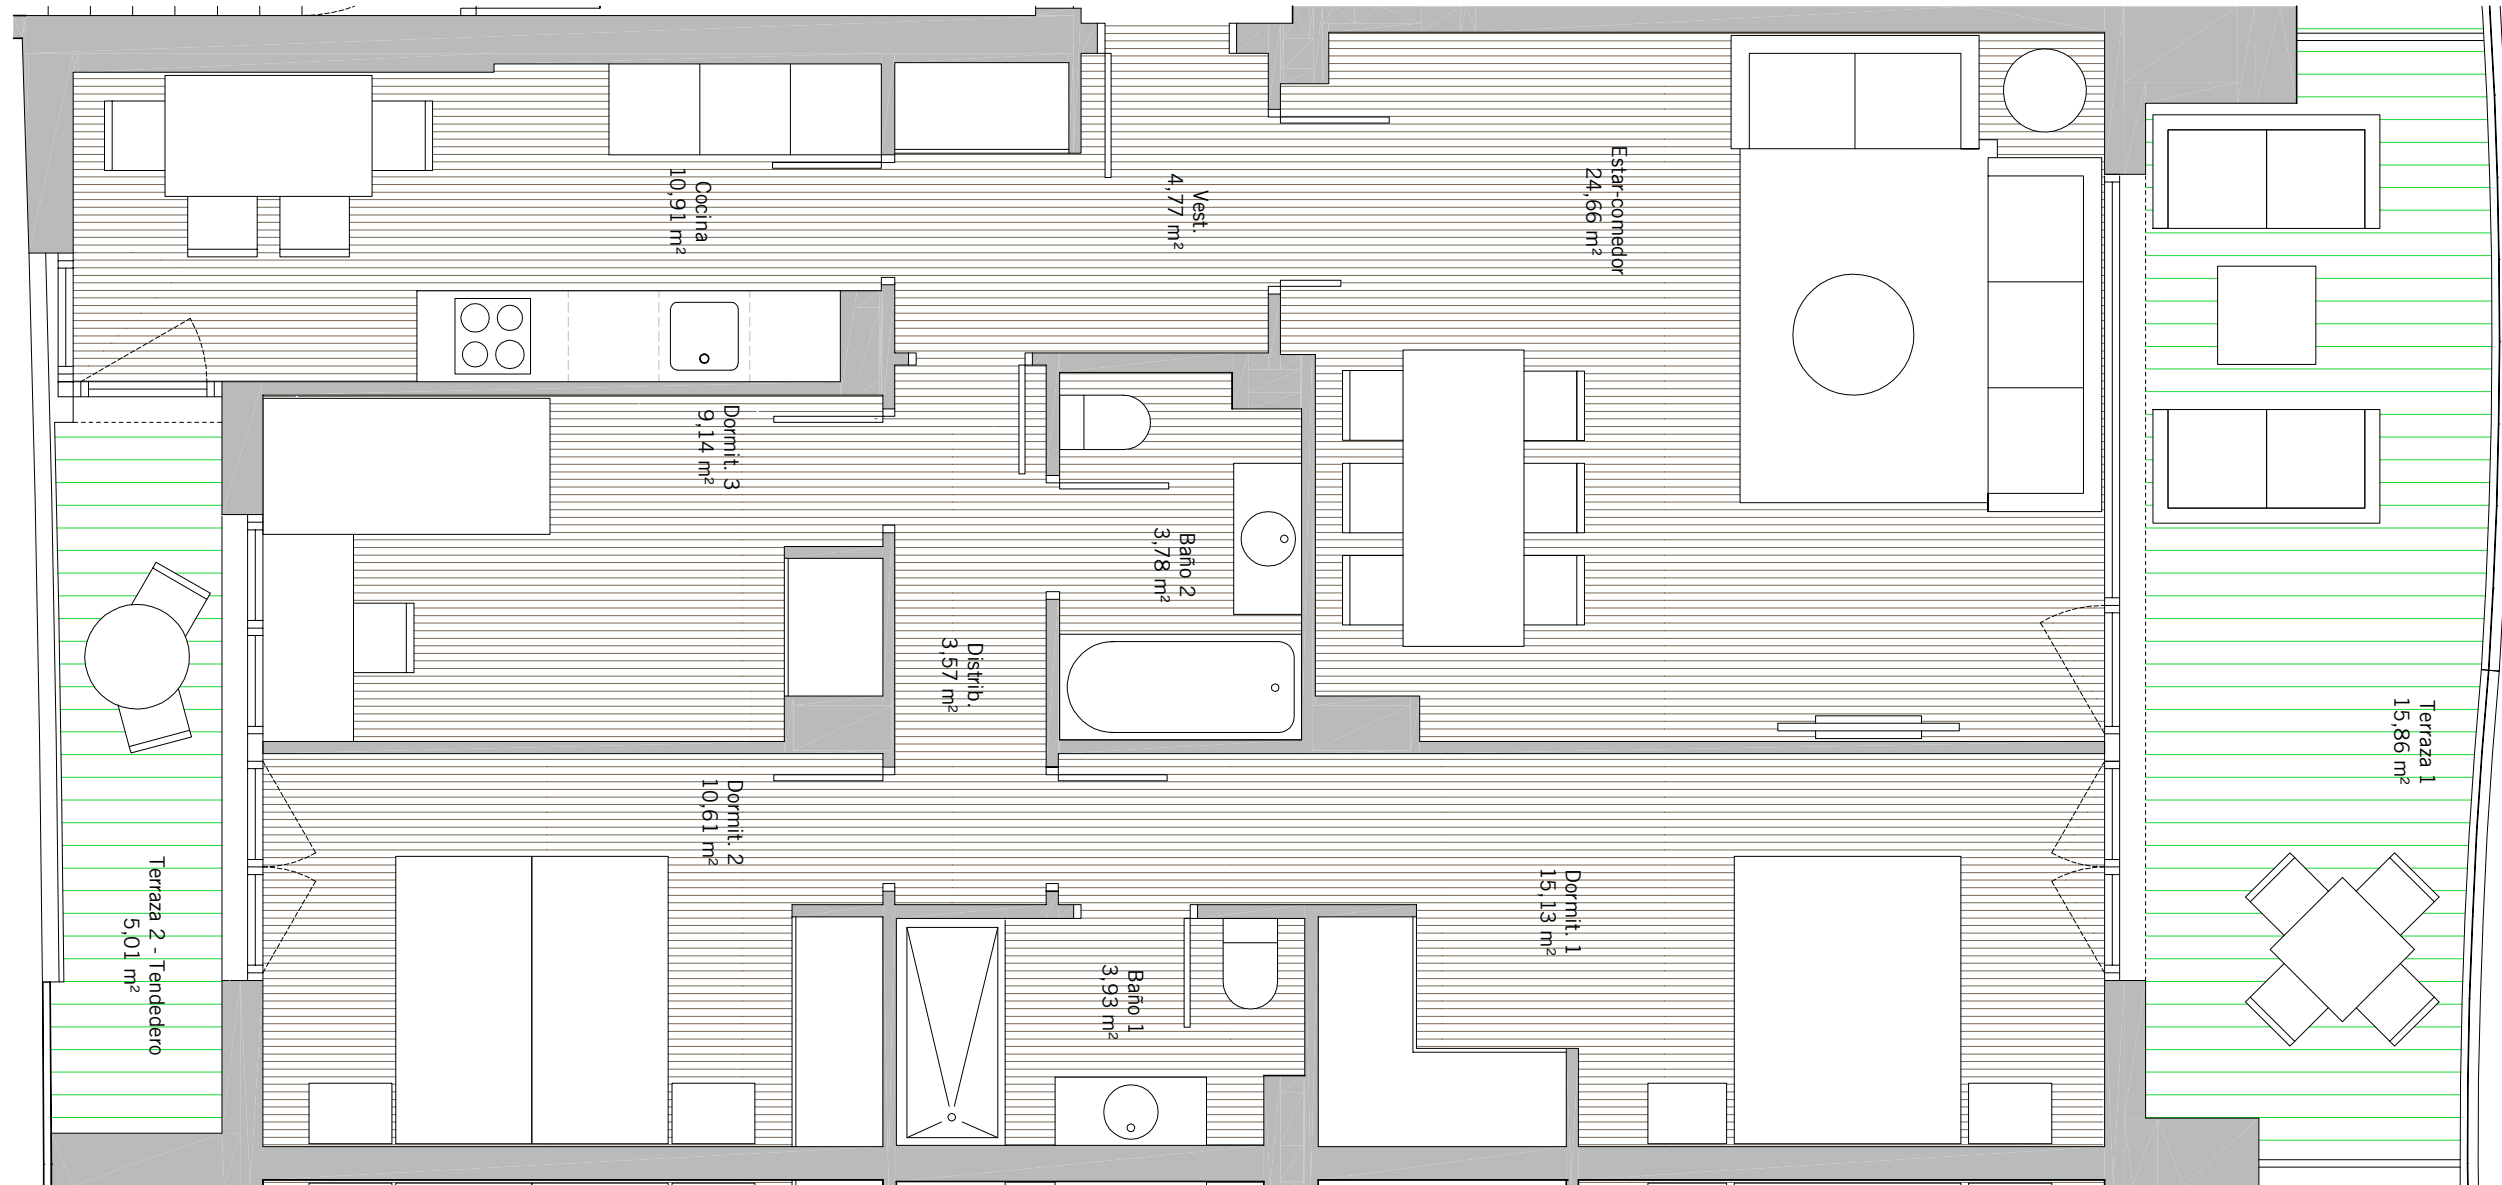 Cocina
10,91 m²
Vest.
4,77 m²
Estar-comedor
24,66 m²
Dormit. 3
9,14 m²
Baño 2
3,78 m²
Distrib.
3,57 m²
Terraza 1
15,86 m²
Dormit. 2
10,61 m²
Dormit. 1
15,13 m²
Terraza 2 - Tendedero
5,01 m²
Baño 1
3,93 m²